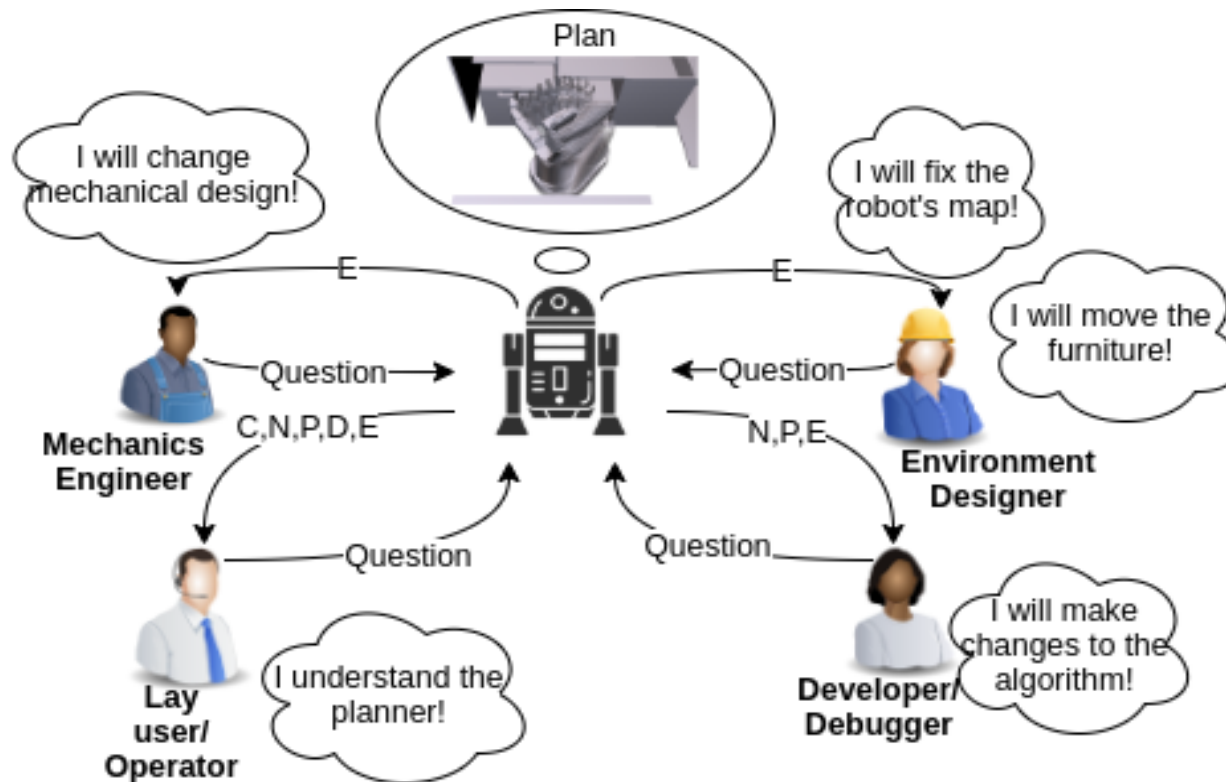 Plan
I will change
mechanical design!
I will fix the
robot's map!
E
E
I will move the
furniture!
Question
Question
C,N,P,D,E
N,P,E
Mechanics
Engineer
Environment
Designer
Question
Question
I will make
changes to the
algorithm!
I understand the
planner!
Lay
user/
Operator
Developer/
Debugger